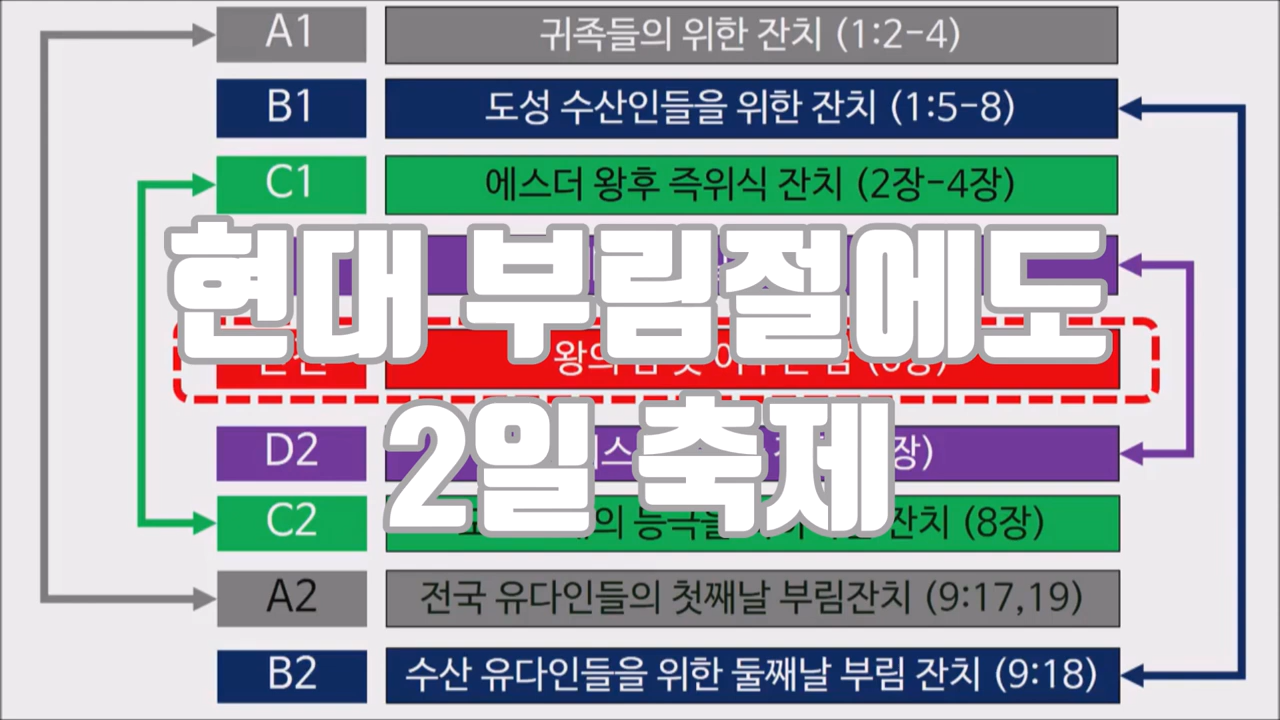 A1 귀족들의 위한 잔치 (1:2-4)
B1 도성 수산인들을 위한 잔치 (1:5-8)
C1 에스더 왕후 즉위식 잔치 (2장-4장)
현대 부림절에도
왕의
D2 장)
2일 축제
C2 잔치 (8장)
A2 전국 유다인들의 첫째날 부림잔치 (9:17,19)
B2 수산 유다인들을 위한 둘째날 부림 잔치 (9:18)